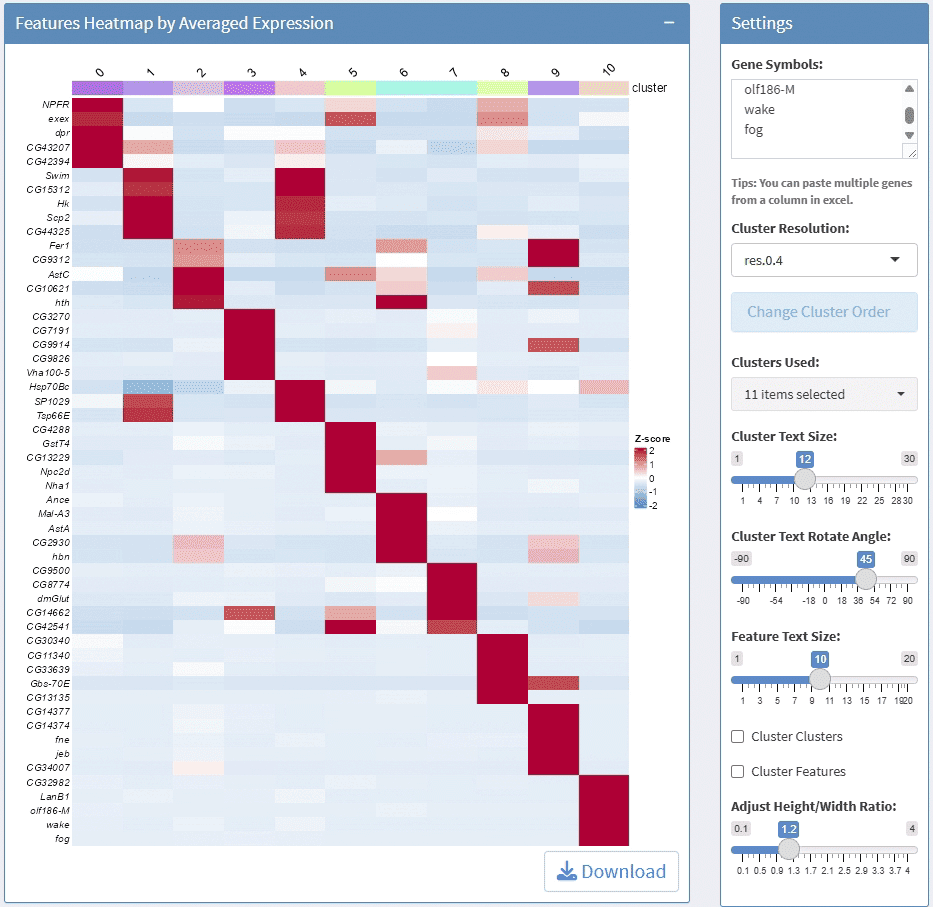 Features Heatmap by Averaged Expression
0 1 2 3 4 5 6 7 8 9 10
cluster
NPFR
exex
dpr
CG43207
CG42394
Swim
CG15312
Hk
Scp2
CG44325
Fer1
CG9312
AstC
CG10621
hth
CG3270
CG7191
CG9914
CG9826
Vha100-5
Hsp70Bc
SP1029
Tsp66E
CG4288
GstT4
CG13229
Npc2d
Nha1
Ance
Mal-A3
AstA
CG2930
hbn
CG9500
CG8774
dmGlut
CG14662
CG42541
CG30340
CG11340
CG33639
Gbs-70E
CG13135
CG14377
CG14374
fne
jeb
CG34007
CG32982
LanB1
olf186-M
wake
fog
Z-score
2
1
0
-1
-2
Download
Settings
Gene Symbols:
olf186-M
wake
fog
Tips: You can paste multiple genes
from a column in excel.
Cluster Resolution:
res.0.4
Change Cluster Order
Clusters Used:
11 items selected
Cluster Text Size:
1 12 30
1 4 7 10 13 16 19 22 25 28 30
Cluster Text Rotate Angle:
-90 45 90
-90 -54 -18 0 18 36 54 72 90
Feature Text Size:
1 10 20
1 3 5 7 9 11 13 15 17 19 20
Cluster Clusters
Cluster Features
Adjust Height/Width Ratio:
0.1 1.2 4
0.1 0.5 0.9 1.3 1.7 2.1 2.5 2.9 3.3 3.7 4